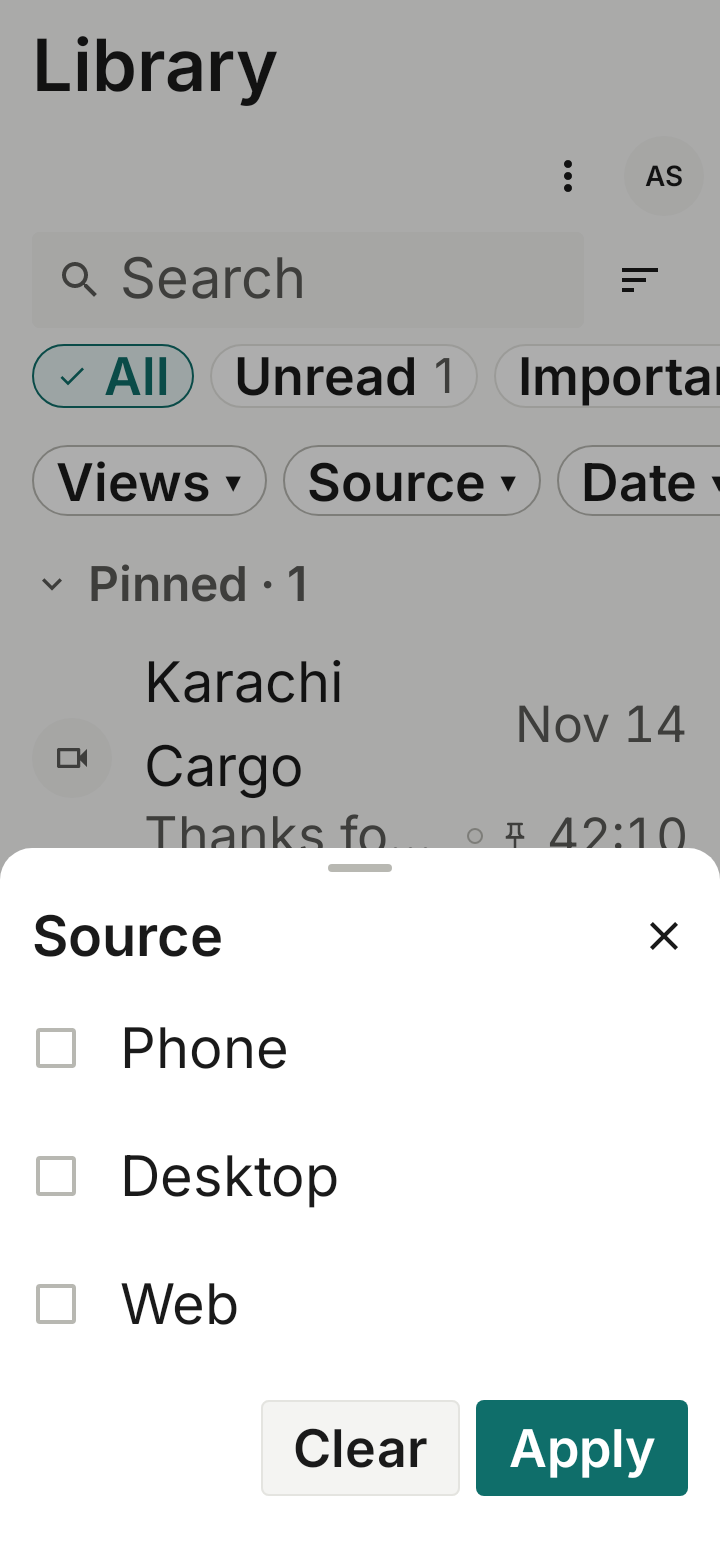 Library
AS
Search
All
Unread 1
Importa
Views ▾
Source ▾
Date
Pinned · 1
Karachi
Cargo
Nov 14
Thanks fo...
42:10
Source
Phone
Desktop
Web
Clear
Apply